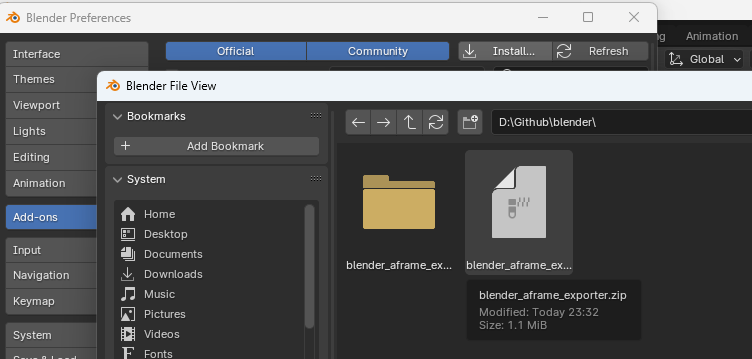 Blender Preferences
Interface
Official
Community
Install...
Refresh
Animation
Global
Themes
Viewport
Lights
Editing
Animation
Add-ons
Input
Navigation
Keymap
System
Blender File View
Bookmarks
Add Bookmark
System
Home
Desktop
Documents
Downloads
Music
Pictures
Videos
Fonts
D:\Github\blender\
blender_aframe_ex...
blender_aframe_ex...
blender_aframe_exporter.zip
Modified: Today 23:32
Size: 1.1 MiB